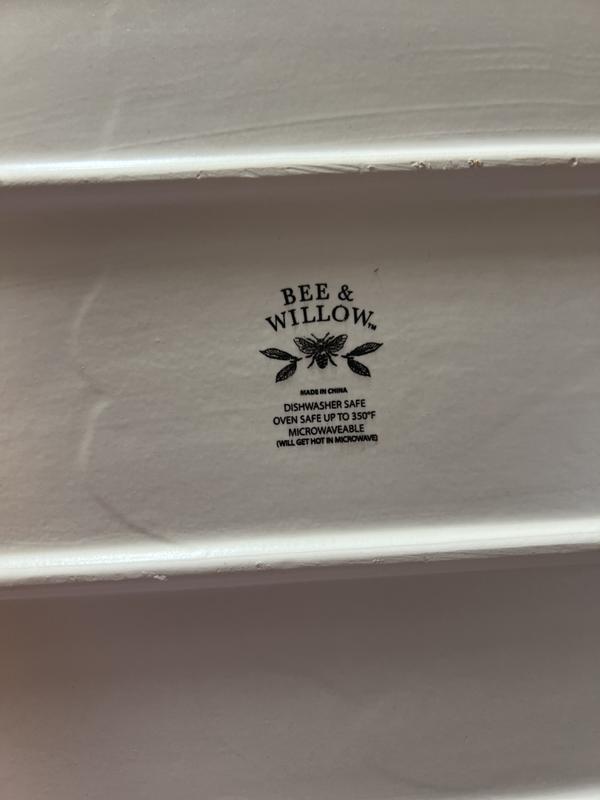 BEE &
WILLOW™
MADE IN CHINA
DISHWASHER SAFE
OVEN SAFE UP TO 350°F
MICROWAVEABLE
(WILL GET HOT IN MICROWAVE)